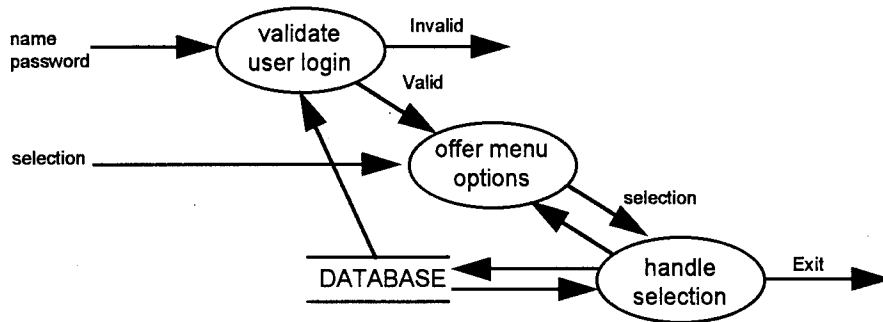 name
password
validate
user login
Invalid
Valid
selection
offer menu
options
selection
DATABASE
handle
selection
Exit